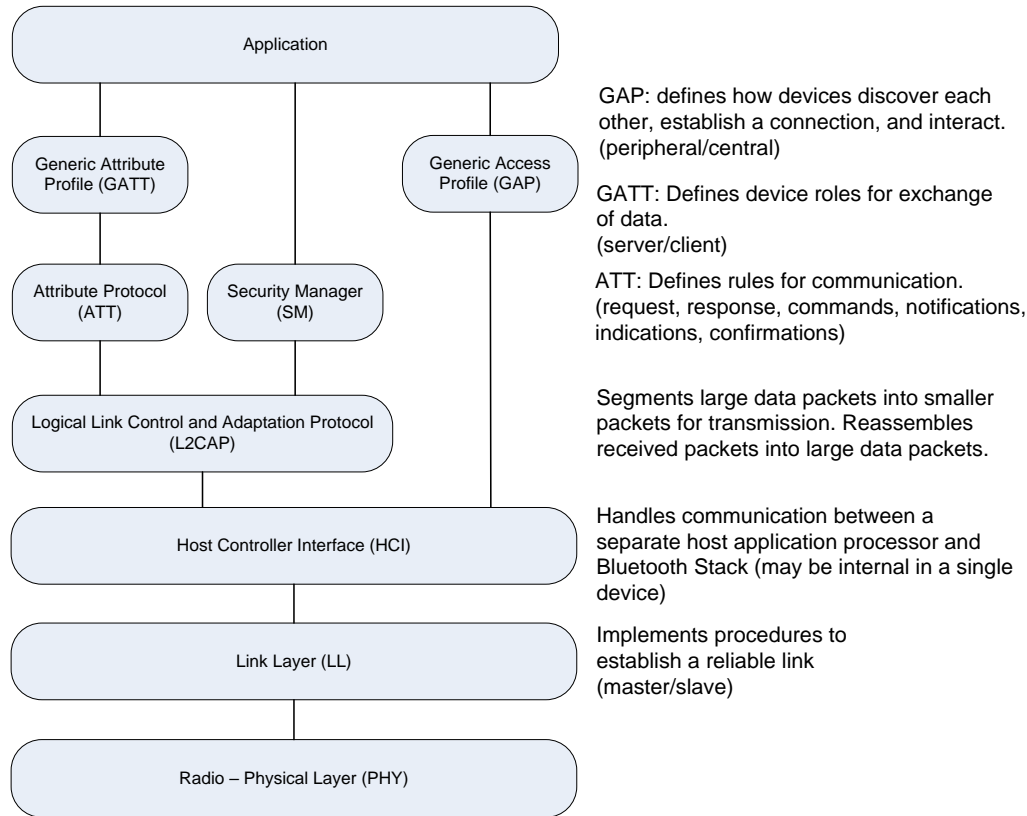 Application
GAP: defines how devices discover each
other, establish a connection, and interact.
(peripheral/central)
Generic Attribute
Profile (GATT)
Generic Access
Profile (GAP)
GATT: Defines device roles for exchange
of data.
(server/client)
Attribute Protocol
(ATT)
Security Manager
(SM)
ATT: Defines rules for communication.
(request, response, commands, notifications,
indications, confirmations)
Logical Link Control and Adaptation Protocol
(L2CAP)
Segments large data packets into smaller
packets for transmission. Reassembles
received packets into large data packets.
Host Controller Interface (HCI)
Handles communication between a
separate host application processor and
Bluetooth Stack (may be internal in a single
device)
Link Layer (LL)
Implements procedures to
establish a reliable link
(master/slave)
Radio – Physical Layer (PHY)